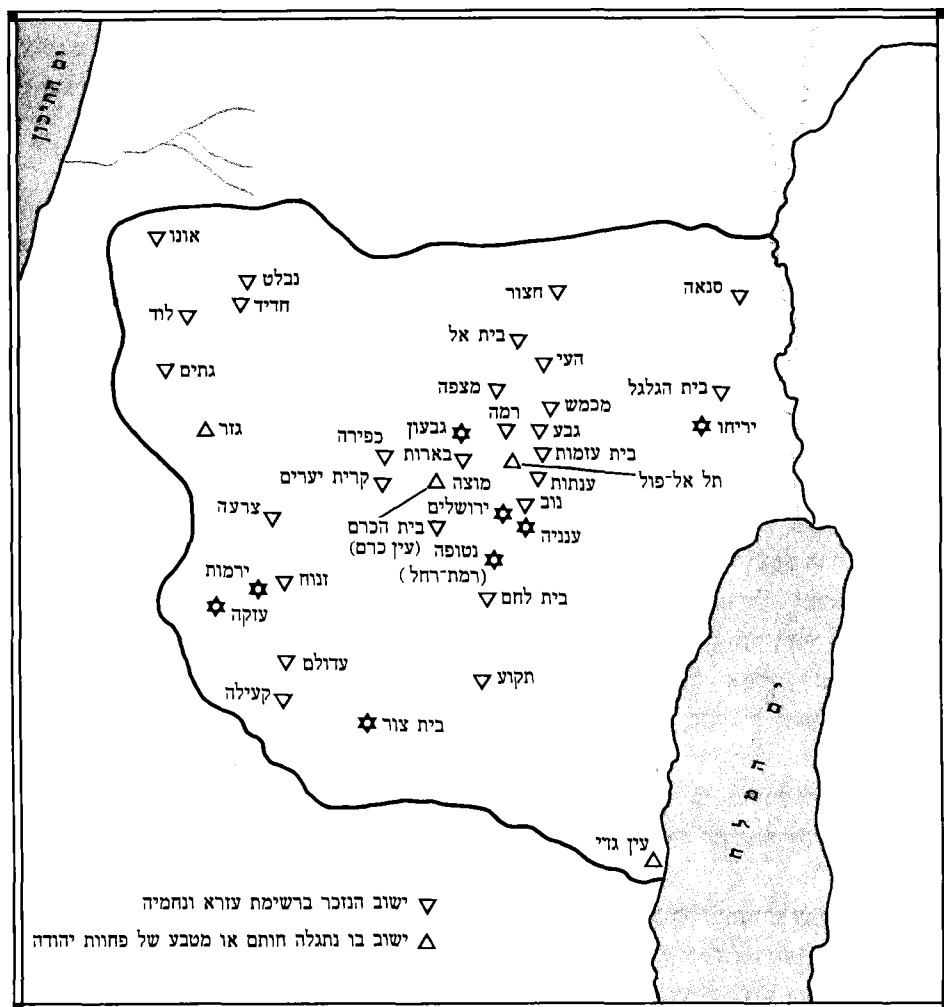 ים התיכון
אונו
נבלט
חדיד
לוד
חצור
סנאה
בית אל
העי
גתים
מצפה
בית הגלגל
מכמש
רמה
גזר
גבעון
גבע
יריחו
כפירה
בארות
בית עזמות
תל אל-פול
קרית יערים
מוצה
ענתות
ירושלים
נוב
צרעה
בית הכרם
(עין כרם)
ענניה
נטופה
(רמת־רחל)
ירמות
זנוח
עזקה
בית לחם
עדולם
תקוע
קעילה
בית צור
ים המלח
עין גדי
ישוב הנזכר ברשימת עזרא ונחמיה
ישוב בו נתגלה חותם או מטבע של פחוות יהודה